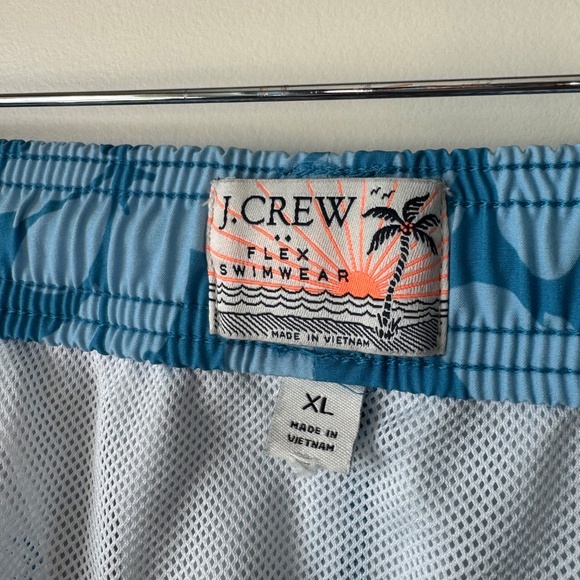 J.CREW
FLEX
SWIMWEAR
MADE IN VIETNAM
XL
MADE IN
VIETNAM